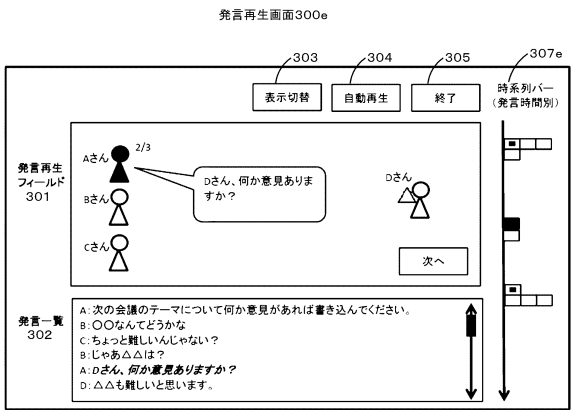 発言再生画面300e
303
304
305
307e
表示切替
自動再生
終了
時系列バー
(発言時間別)
発言再生
フィールド
301
Aさん
2/3
Dさん、何か意見ありま
すか？
Bさん
Cさん
Dさん
次へ
発言一覧
302
A：次の会議のテーマについて何か意見があれば書き込んでください。
B：〇〇なんてどうかな
C：ちょっと難しいんじゃない？
B：じゃあ△△は？
A：Dさん、何か意見ありますか？
D：△△も難しいと思います。